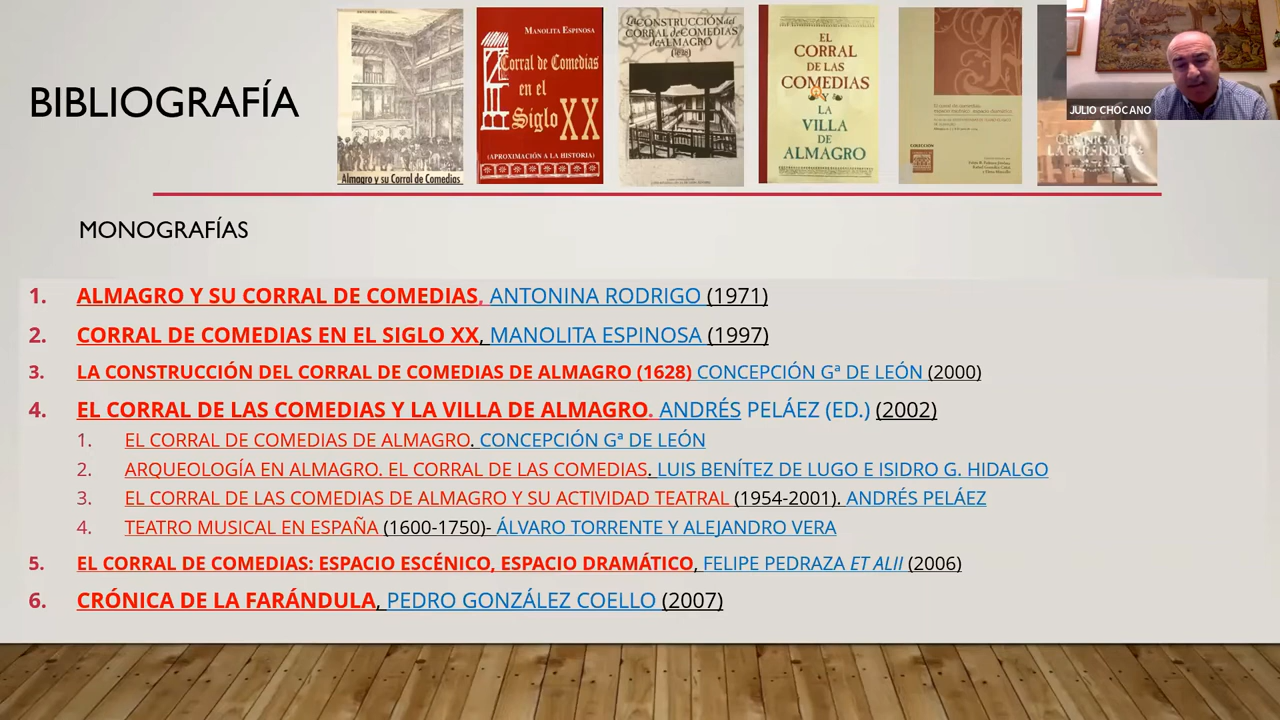 BIBLIOGRAFÍA
Almagro y su Corral de Comedias
MANOLITA ESPINOSA
Corral de Comedias
en el
Siglo XX
(APROXIMACIÓN A LA HISTORIA)
La CONSTRUCCIÓN del
CORRAL de COMEDIAS
de ALMAGRO
(1628)
EL
CORRAL
DE LAS
COMEDIAS
Y
LA
VILLA
DE
ALMAGRO
JULIO CHOCANO
MONOGRAFÍAS
1. ALMAGRO Y SU CORRAL DE COMEDIAS, ANTONINA RODRIGO (1971)
2. CORRAL DE COMEDIAS EN EL SIGLO XX, MANOLITA ESPINOSA (1997)
3. LA CONSTRUCCIÓN DEL CORRAL DE COMEDIAS DE ALMAGRO (1628) CONCEPCIÓN Gª DE LEÓN (2000)
4. EL CORRAL DE LAS COMEDIAS Y LA VILLA DE ALMAGRO. ANDRÉS PELÁEZ (ED.) (2002)
1. EL CORRAL DE COMEDIAS DE ALMAGRO. CONCEPCIÓN Gª DE LEÓN
2. ARQUEOLOGÍA EN ALMAGRO. EL CORRAL DE LAS COMEDIAS. LUIS BENÍTEZ DE LUGO E ISIDRO G. HIDALGO
3. EL CORRAL DE LAS COMEDIAS DE ALMAGRO Y SU ACTIVIDAD TEATRAL (1954-2001). ANDRÉS PELÁEZ
4. TEATRO MUSICAL EN ESPAÑA (1600-1750)- ÁLVARO TORRENTE Y ALEJANDRO VERA
5. EL CORRAL DE COMEDIAS: ESPACIO ESCÉNICO, ESPACIO DRAMÁTICO, FELIPE PEDRAZA ET ALII (2006)
6. CRÓNICA DE LA FARÁNDULA, PEDRO GONZÁLEZ COELLO (2007)